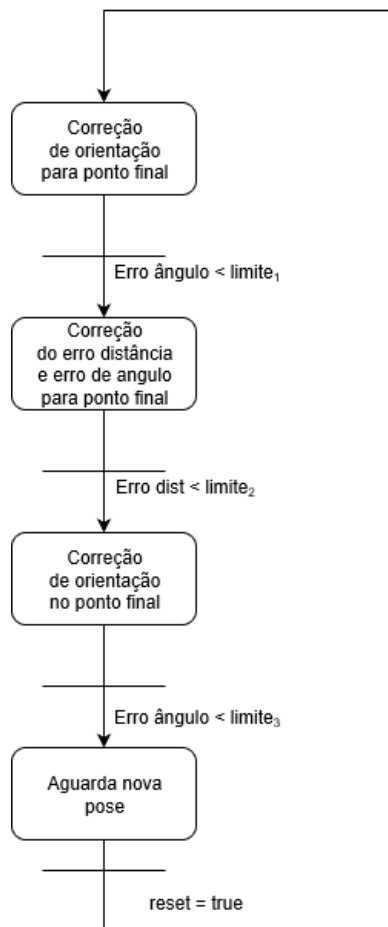 Correção
de orientação
para ponto final
Erro ângulo < limite₁
Correção
do erro distância
e erro de angulo
para ponto final
Erro dist < limite₂
Correção
de orientação
no ponto final
Erro ângulo < limite₃
Aguarda nova
pose
reset = true